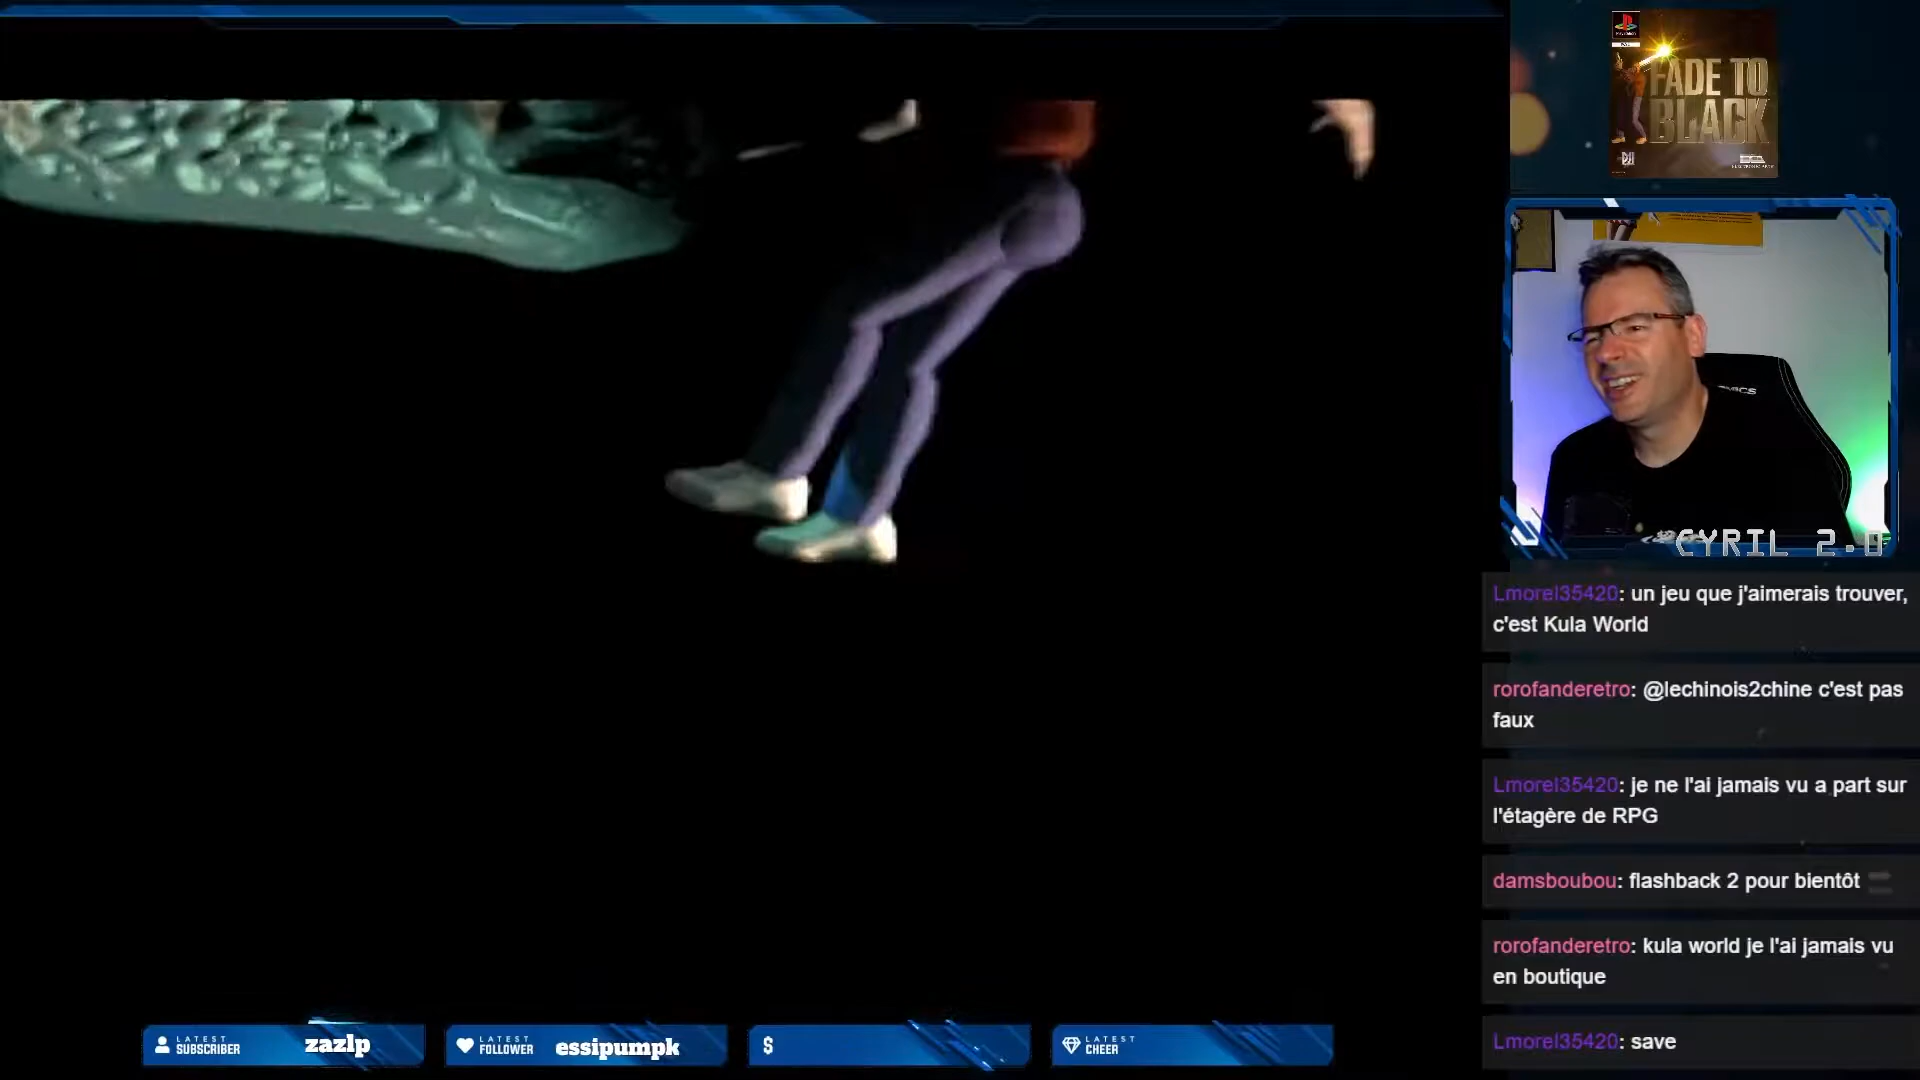 FADE TO
BLACK
CYRIL 2.0
Lmorel35420: un jeu que j'aimerais trouver,
c'est Kula World
rorofanderetro: @lechinois2chine c'est pas
faux
Lmorel35420: je ne l'ai jamais vu a part sur
l'étagère de RPG
damsboubou: flashback 2 pour bientôt
rorofanderetro: kula world je l'ai jamais vu
en boutique
Lmorel35420: save
LATEST
SUBSCRIBER
zazlp
LATEST
FOLLOWER
essipumpk
$
LATEST
CHEER